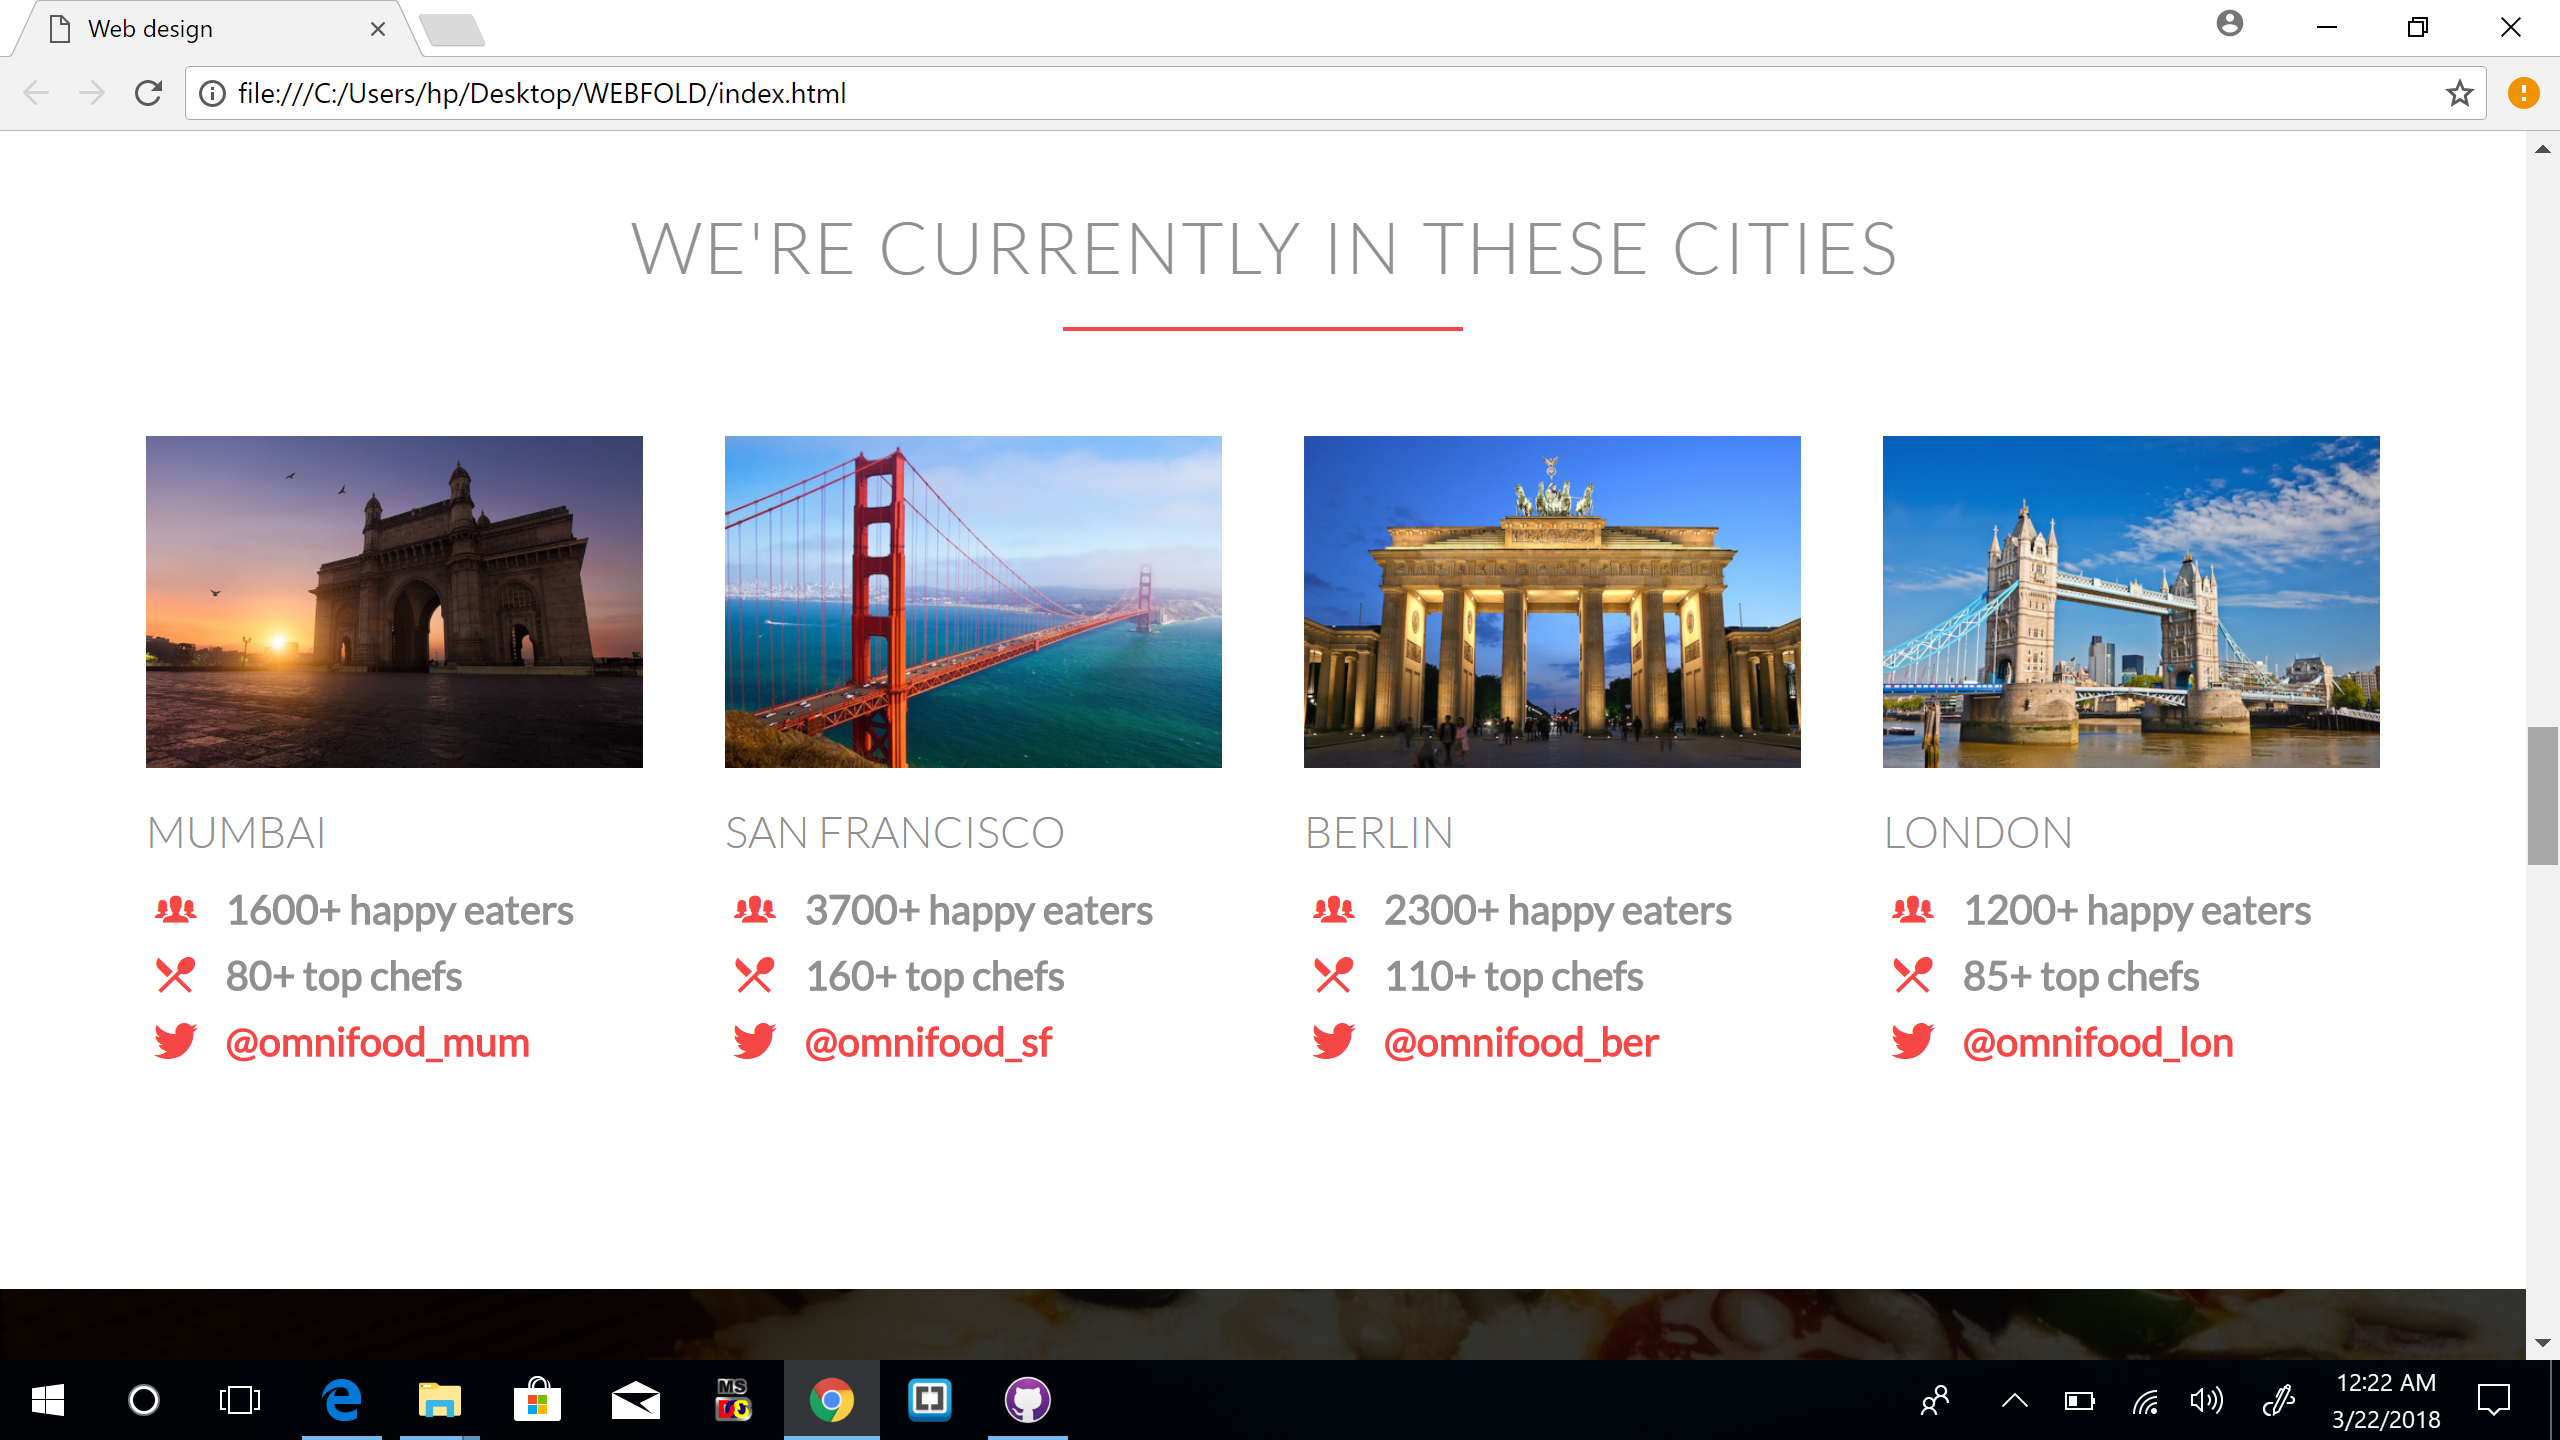 Web design
file:///C:/Users/hp/Desktop/WEBFOLD/index.html
WE'RE CURRENTLY IN THESE CITIES
MUMBAI
1600+ happy eaters
80+ top chefs
@omnifood_mum
SAN FRANCISCO
3700+ happy eaters
160+ top chefs
@omnifood_sf
BERLIN
2300+ happy eaters
110+ top chefs
@omnifood_ber
LONDON
1200+ happy eaters
85+ top chefs
@omnifood_lon
MS
12:22 AM
3/22/2018